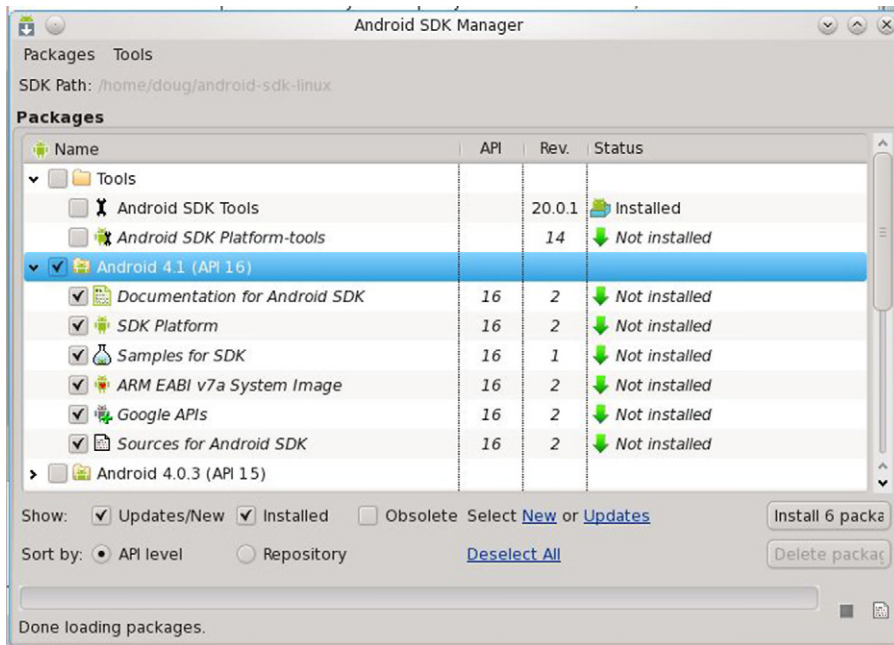 Android SDK Manager
Packages Tools
SDK Path: /home/doug/android-sdk-linux
Packages
Name API Rev. Status
Tools
Android SDK Tools 20.0.1 Installed
Android SDK Platform-tools 14 Not installed
Android 4.1 (API 16)
Documentation for Android SDK 16 2 Not installed
SDK Platform 16 2 Not installed
Samples for SDK 16 1 Not installed
ARM EABI v7a System Image 16 2 Not installed
Google APIs 16 2 Not installed
Sources for Android SDK 16 2 Not installed
Android 4.0.3 (API 15)
Show: Updates/New Installed Obsolete Select New or Updates Install 6 packa
Sort by: API level Repository Deselect All Delete packag
Done loading packages.